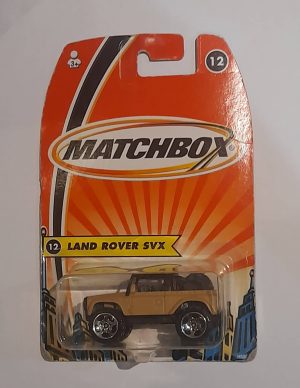 12
3+
MATCHBOX
12 LAND ROVER SVX